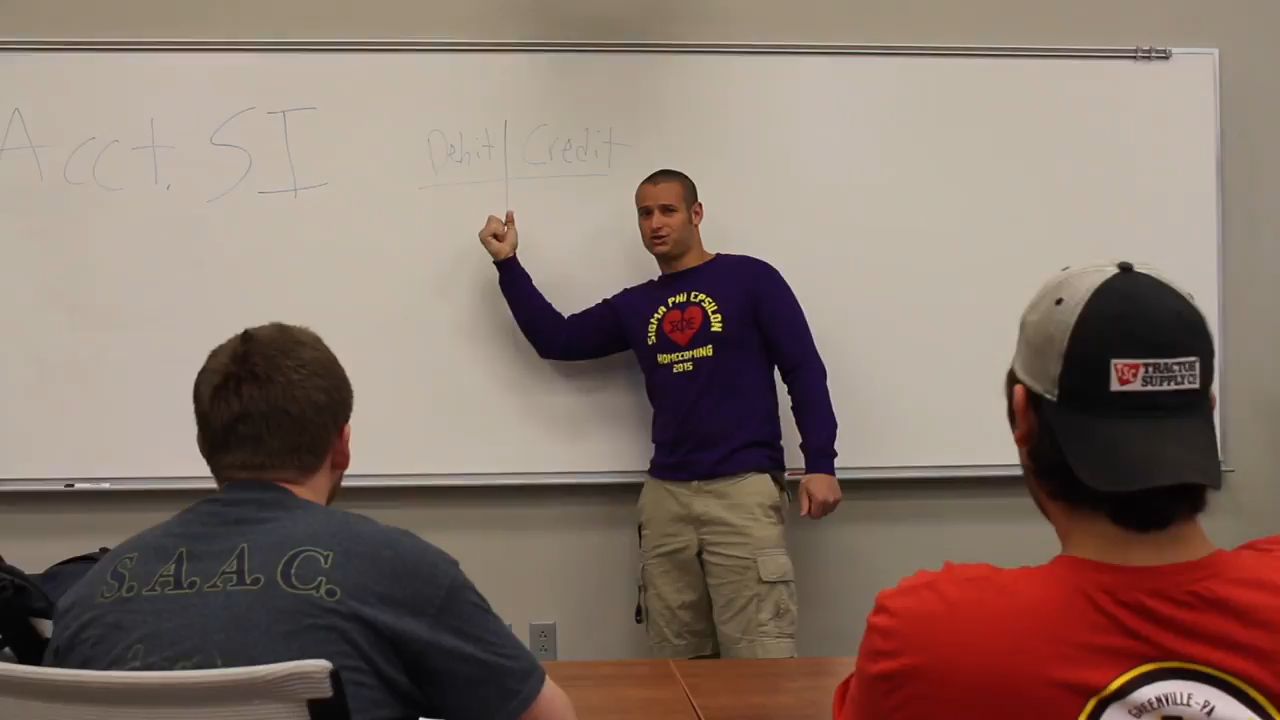 Acct. SI
Debit Credit
SIGMA PHI EPSILON
ΣΦΕ
HOMECOMING
2015
TSC TRACTOR
SUPPLY CO
S.A.A.C.
GREENVILLE-PA